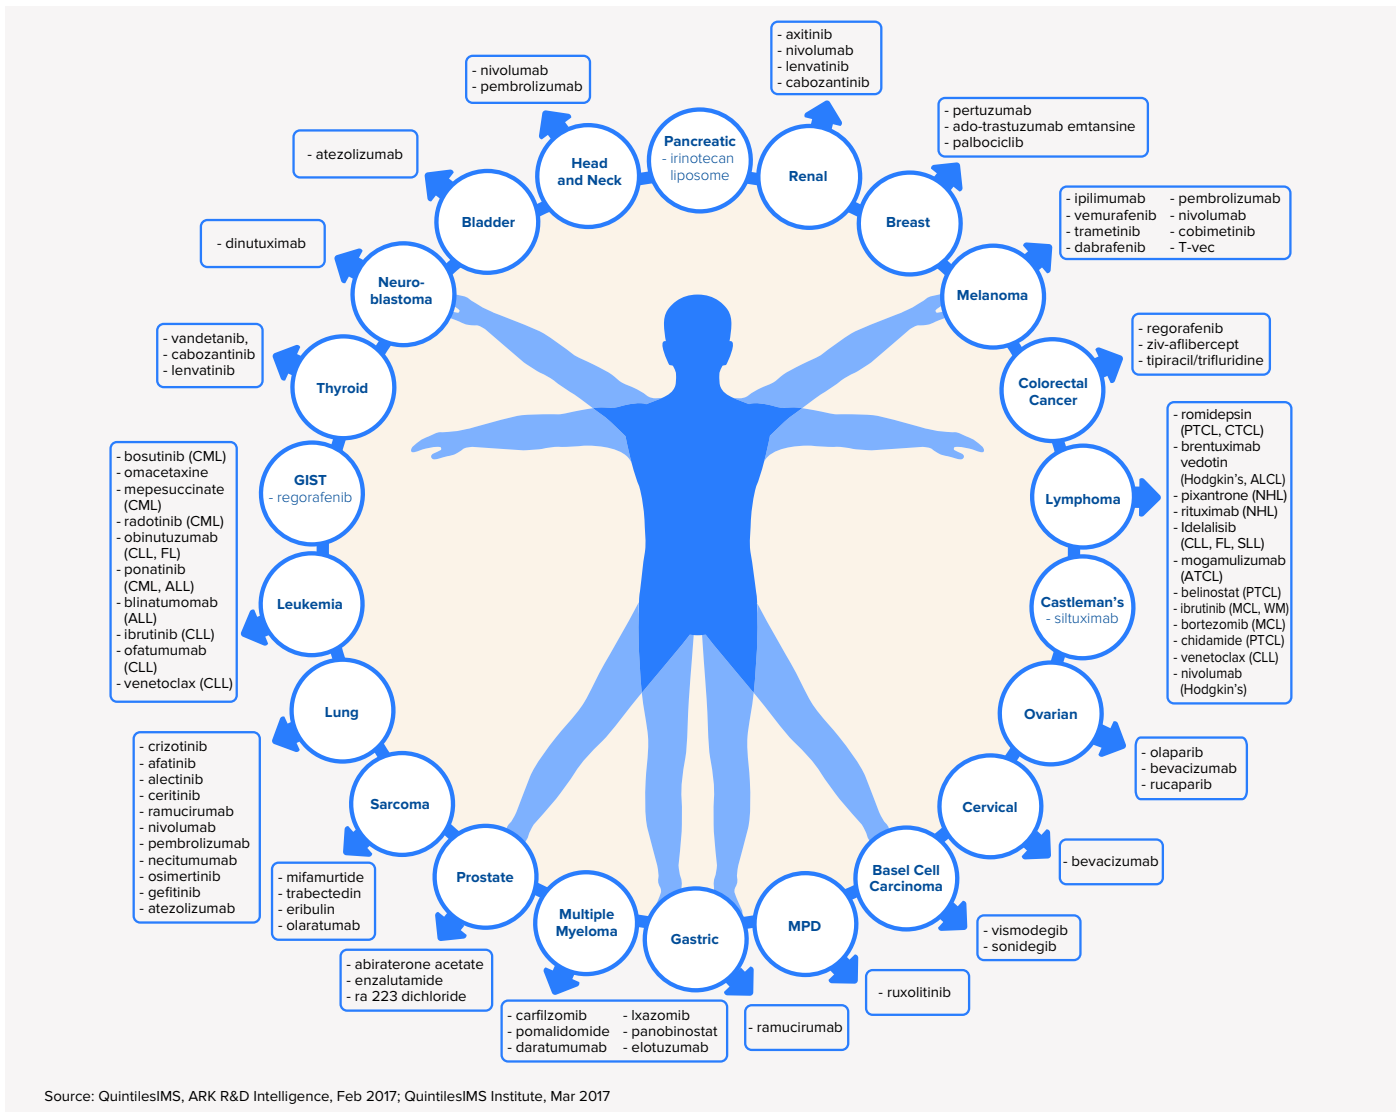 - axitinib
- nivolumab
- lenvatinib
- cabozantinib
- nivolumab
- pembrolizumab
- pertuzumab
- ado-trastuzumab emtansine
- palbociclib
- atezolizumab
Head
and Neck
Pancreatic
- irinotecan
liposome
Renal
Bladder
Breast
- ipilimumab
- vemurafenib
- trametinib
- dabrafenib
- pembrolizumab
- nivolumab
- cobimetinib
- T-vec
- dinutuximab
Neuro-
blastoma
Melanoma
- vandetanib,
- cabozantinib
- lenvatinib
Thyroid
Colorectal
Cancer
- regorafenib
- ziv-aflibercept
- tipiracil/trifluridine
GIST
- regorafenib
Lymphoma
- romidepsin
(PTCL, CTCL)
- brentuximab
vedotin
(Hodgkin's, ALCL)
- pixantrone (NHL)
- rituximab (NHL)
- Idelalisib
(CLL, FL, SLL)
- mogamulizumab
(ATCL)
- belinostat (PTCL)
- ibrutinib (MCL, WM)
- bortezomib (MCL)
- chidamide (PTCL)
- venetoclax (CLL)
- nivolumab
(Hodgkin's)
- bosutinib (CML)
- omacetaxine
- mepesuccinate
(CML)
- radotinib (CML)
- obinutuzumab
(CLL, FL)
- ponatinib
(CML, ALL)
- blinatumomab
(ALL)
- ibrutinib (CLL)
- ofatumumab
(CLL)
- venetoclax (CLL)
Leukemia
Castleman's
- siltuximab
Lung
Ovarian
- crizotinib
- afatinib
- alectinib
- ceritinib
- ramucirumab
- nivolumab
- pembrolizumab
- necitumumab
- osimertinib
- gefitinib
- atezolizumab
- olaparib
- bevacizumab
- rucaparib
Sarcoma
Cervical
- mifamurtide
- trabectedin
- eribulin
- olaratumab
- bevacizumab
Prostate
Basel Cell
Carcinoma
Multiple
Myeloma
Gastric
MPD
- vismodegib
- sonidegib
- abiraterone acetate
- enzalutamide
- ra 223 dichloride
- ruxolitinib
- carfilzomib
- pomalidomide
- daratumumab
- Ixazomib
- panobinostat
- elotuzumab
- ramucirumab
Source: QuintilesIMS, ARK R&D Intelligence, Feb 2017; QuintilesIMS Institute, Mar 2017